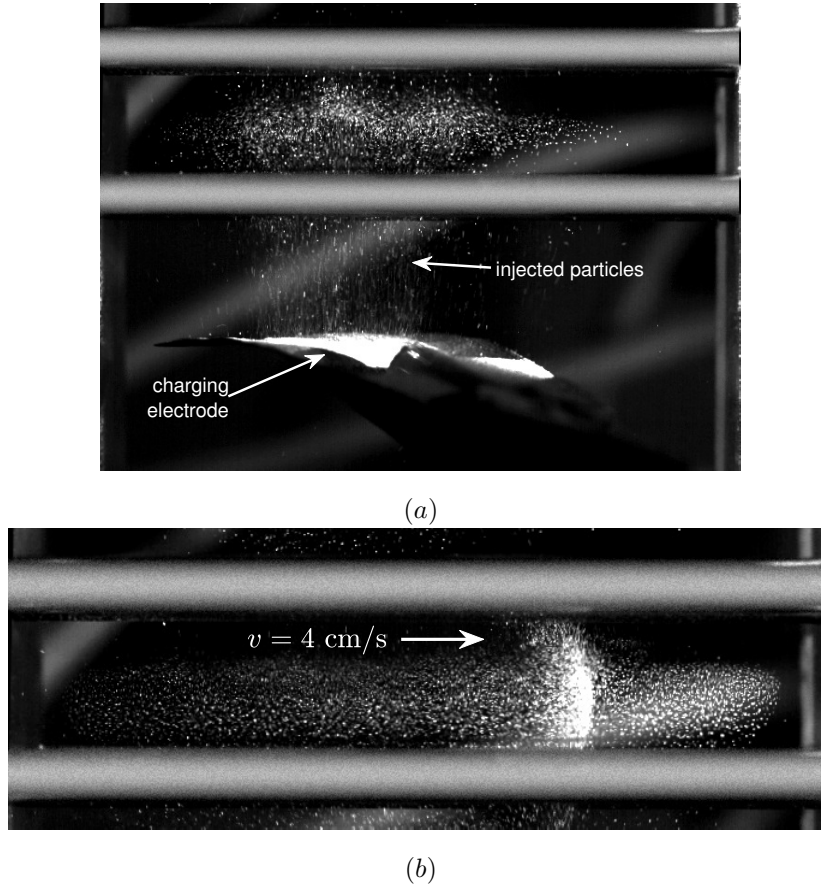 injected particles
charging
electrode
(a)
v = 4 cm/s
(b)